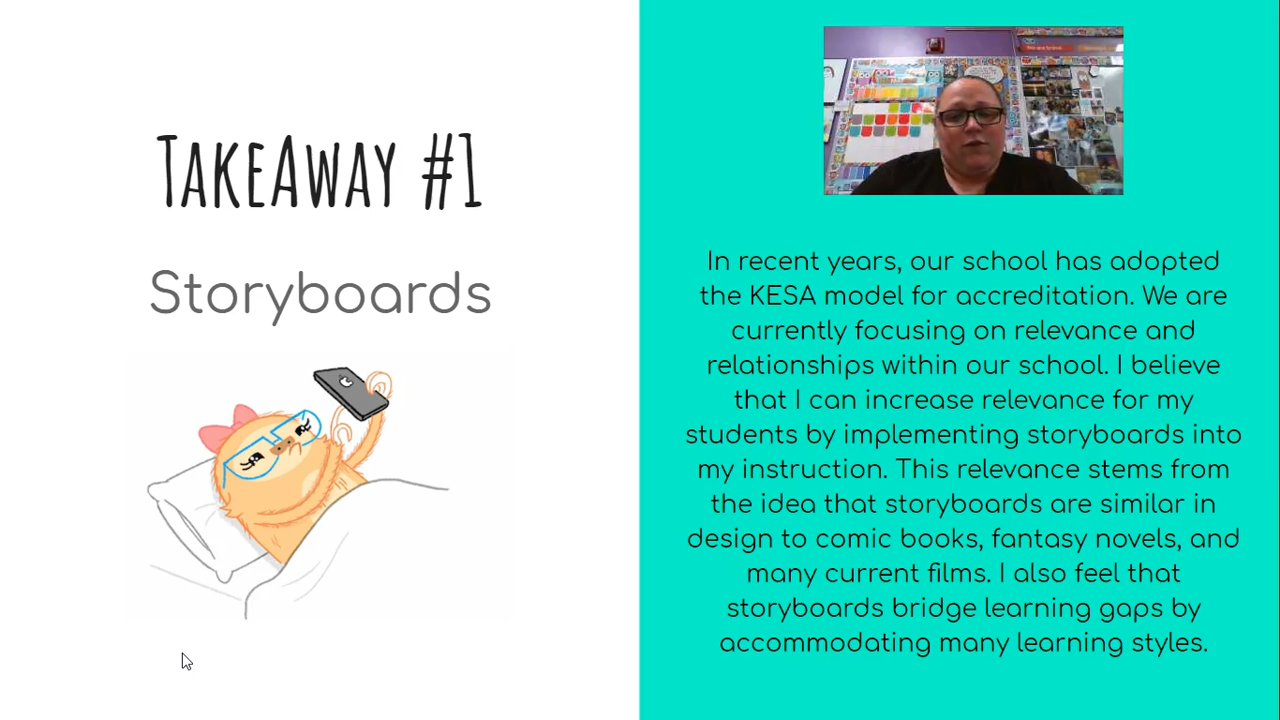 TakeAway #1
Storyboards
In recent years, our school has adopted
the KESA model for accreditation. We are
currently focusing on relevance and
relationships within our school. I believe
that I can increase relevance for my
students by implementing storyboards into
my instruction. This relevance stems from
the idea that storyboards are similar in
design to comic books, fantasy novels, and
many current films. I also feel that
storyboards bridge learning gaps by
accommodating many learning styles.